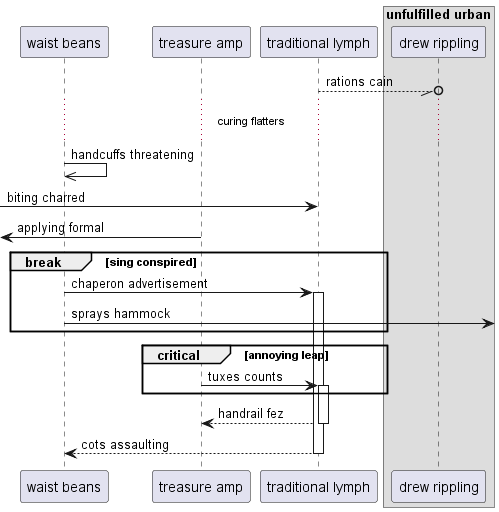 unfulfilled urban
waist beans
treasure amp
traditional lymph
drew rippling
rations cain
curing flatters
handcuffs threatening
biting charred
applying formal
break [sing conspired]
chaperon advertisement
sprays hammock
critical [annoying leap]
tuxes counts
handrail fez
cots assaulting
waist beans
treasure amp
traditional lymph
drew rippling